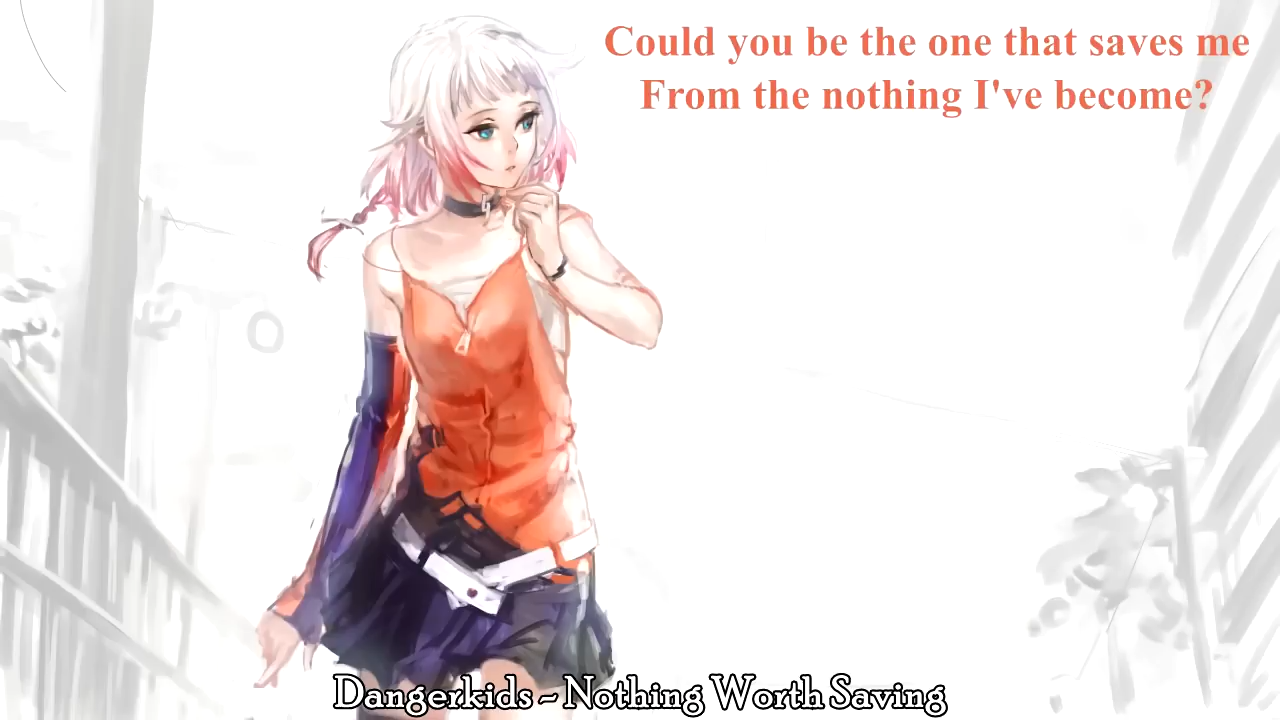 Could you be the one that saves me
From the nothing I've become?
Dangerkids ~ Nothing Worth Saving